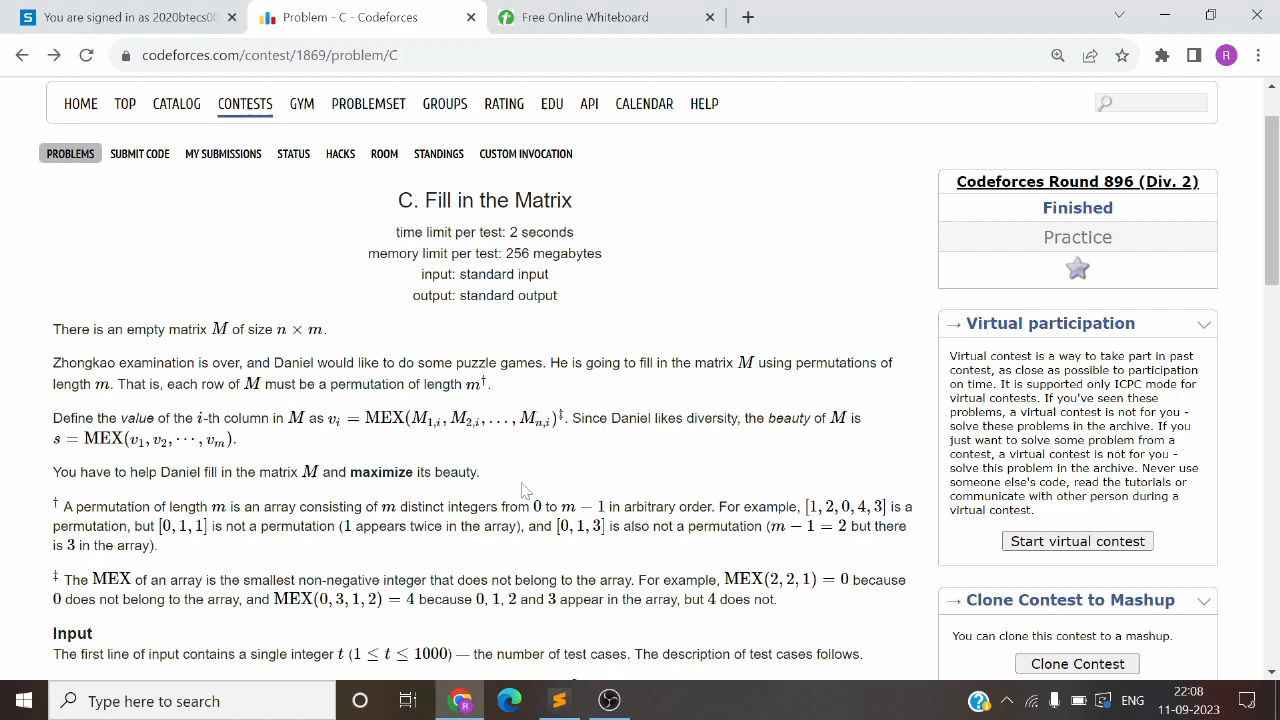 You are signed in as 2020btecs00
Problem - C - Codeforces
Free Online Whiteboard
codeforces.com/contest/1869/problem/C
R
HOME TOP CATALOG CONTESTS GYM PROBLEMSET GROUPS RATING EDU API CALENDAR HELP
PROBLEMS SUBMIT CODE MY SUBMISSIONS STATUS HACKS ROOM STANDINGS CUSTOM INVOCATION
C. Fill in the Matrix
time limit per test: 2 seconds
memory limit per test: 256 megabytes
input: standard input
output: standard output
There is an empty matrix M of size n × m.
Zhongkao examination is over, and Daniel would like to do some puzzle games. He is going to fill in the matrix M using permutations of
length m. That is, each row of M must be a permutation of length m†.
Define the value of the i-th column in M as vi = MEX(M1,i, M2,i, . . . , Mn,i)‡. Since Daniel likes diversity, the beauty of M is
s = MEX(v1, v2, ⋯ , vm).
You have to help Daniel fill in the matrix M and maximize its beauty.
† A permutation of length m is an array consisting of m distinct integers from 0 to m − 1 in arbitrary order. For example, [1, 2, 0, 4, 3] is a
permutation, but [0, 1, 1] is not a permutation (1 appears twice in the array), and [0, 1, 3] is also not a permutation (m − 1 = 2 but there
is 3 in the array).
‡ The MEX of an array is the smallest non-negative integer that does not belong to the array. For example, MEX(2, 2, 1) = 0 because
0 does not belong to the array, and MEX(0, 3, 1, 2) = 4 because 0, 1, 2 and 3 appear in the array, but 4 does not.
Input
The first line of input contains a single integer t (1 ≤ t ≤ 1000) — the number of test cases. The description of test cases follows.
Codeforces Round 896 (Div. 2)
Finished
Practice
→ Virtual participation
Virtual contest is a way to take part in past
contest, as close as possible to participation
on time. It is supported only ICPC mode for
virtual contests. If you've seen these
problems, a virtual contest is not for you -
solve these problems in the archive. If you
just want to solve some problem from a
contest, a virtual contest is not for you -
solve this problem in the archive. Never use
someone else's code, read the tutorials or
communicate with other person during a
virtual contest.
Start virtual contest
→ Clone Contest to Mashup
You can clone this contest to a mashup.
Clone Contest
Type here to search
ENG
22:08
11-09-2023